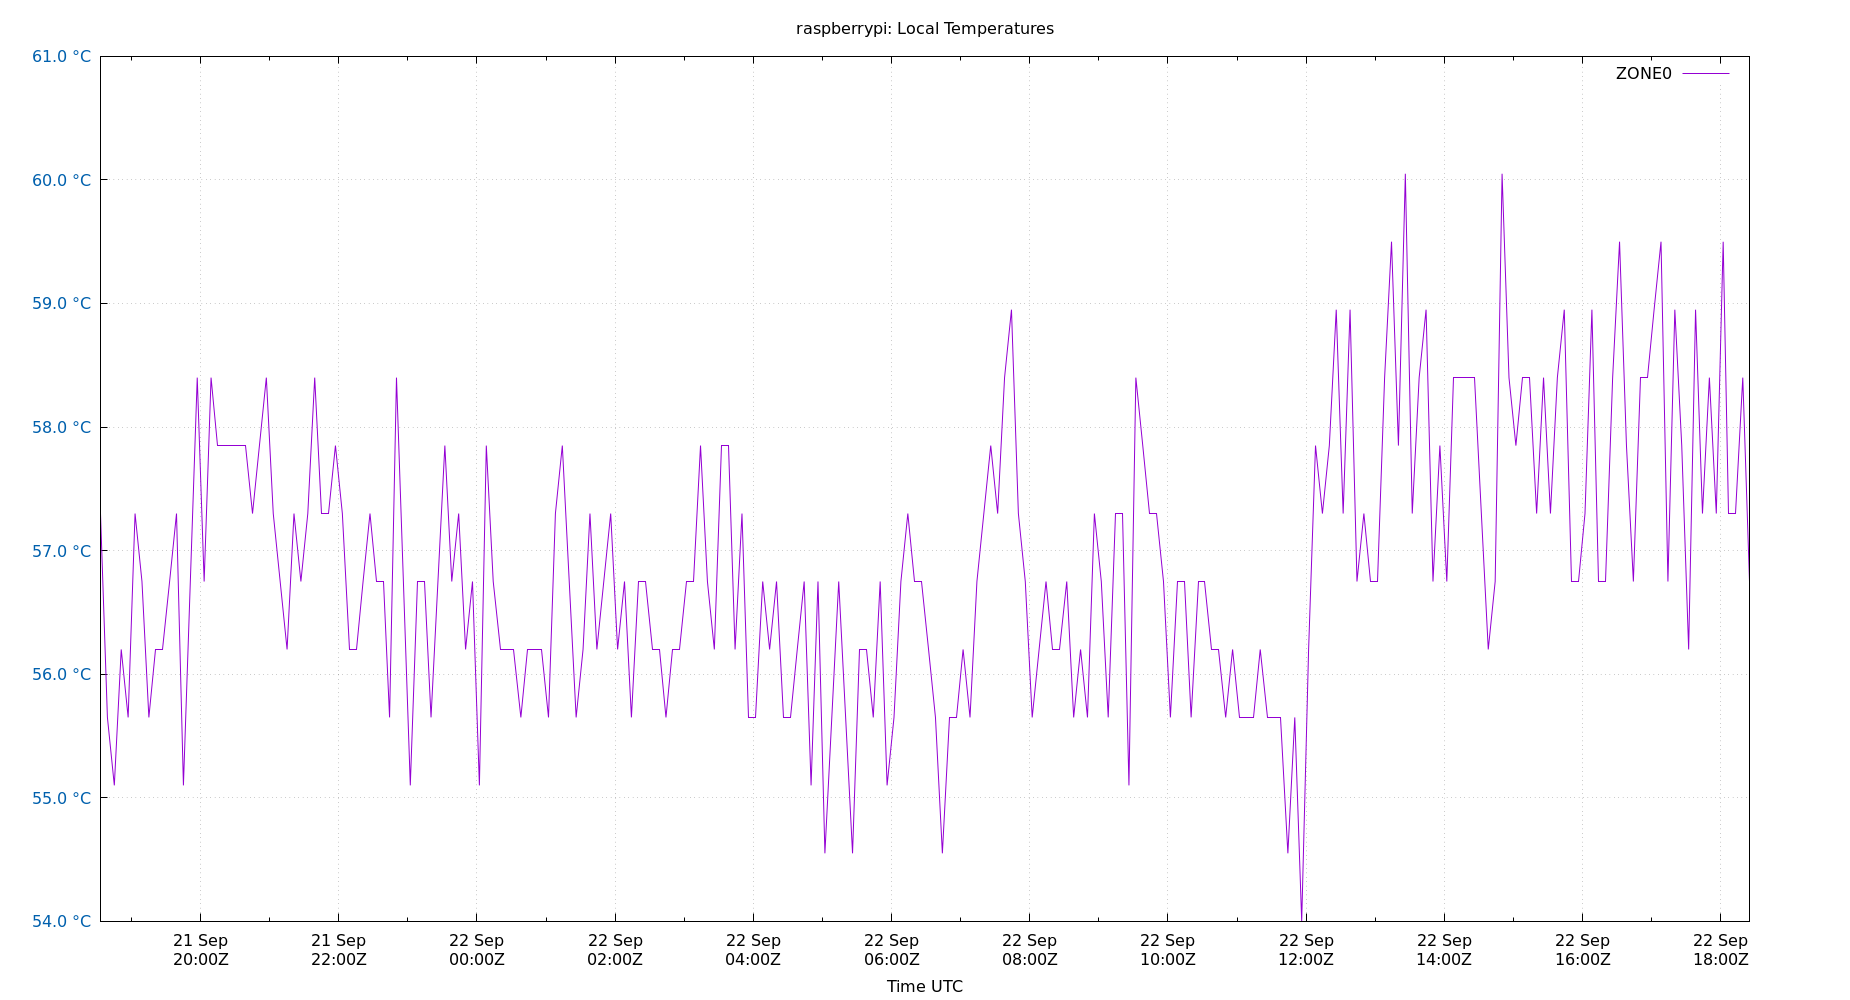 raspberrypi: Local Temperatures
61.0 °C
ZONE0
60.0 °C
59.0 °C
58.0 °C
57.0 °C
56.0 °C
55.0 °C
54.0 °C
21 Sep 21 Sep 22 Sep 22 Sep 22 Sep 22 Sep 22 Sep 22 Sep 22 Sep 22 Sep 22 Sep 22 Sep
20:00Z 22:00Z 00:00Z 02:00Z 04:00Z 06:00Z 08:00Z 10:00Z 12:00Z 14:00Z 16:00Z 18:00Z
Time UTC